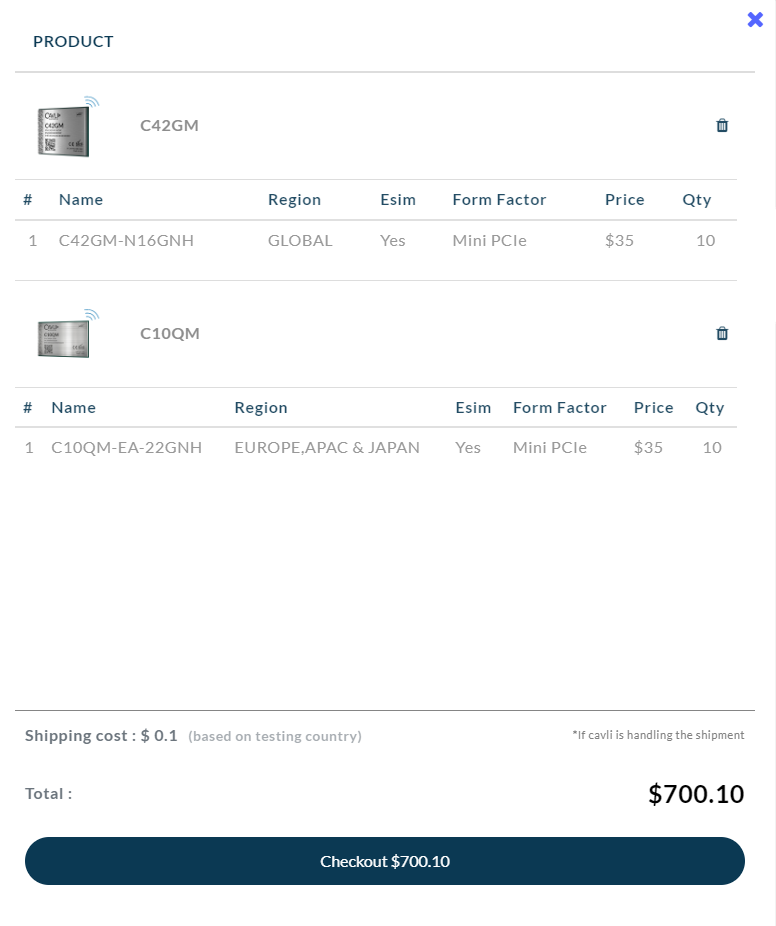 PRODUCT
C42GM
# Name Region Esim Form Factor Price Qty
1 C42GM-N16GNH GLOBAL Yes Mini PCIe $35 10
C10QM
# Name Region Esim Form Factor Price Qty
1 C10QM-EA-22GNH EUROPE,APAC & JAPAN Yes Mini PCIe $35 10
Shipping cost : $ 0.1 (based on testing country) *If cavli is handling the shipment
Total : $700.10
Checkout $700.10